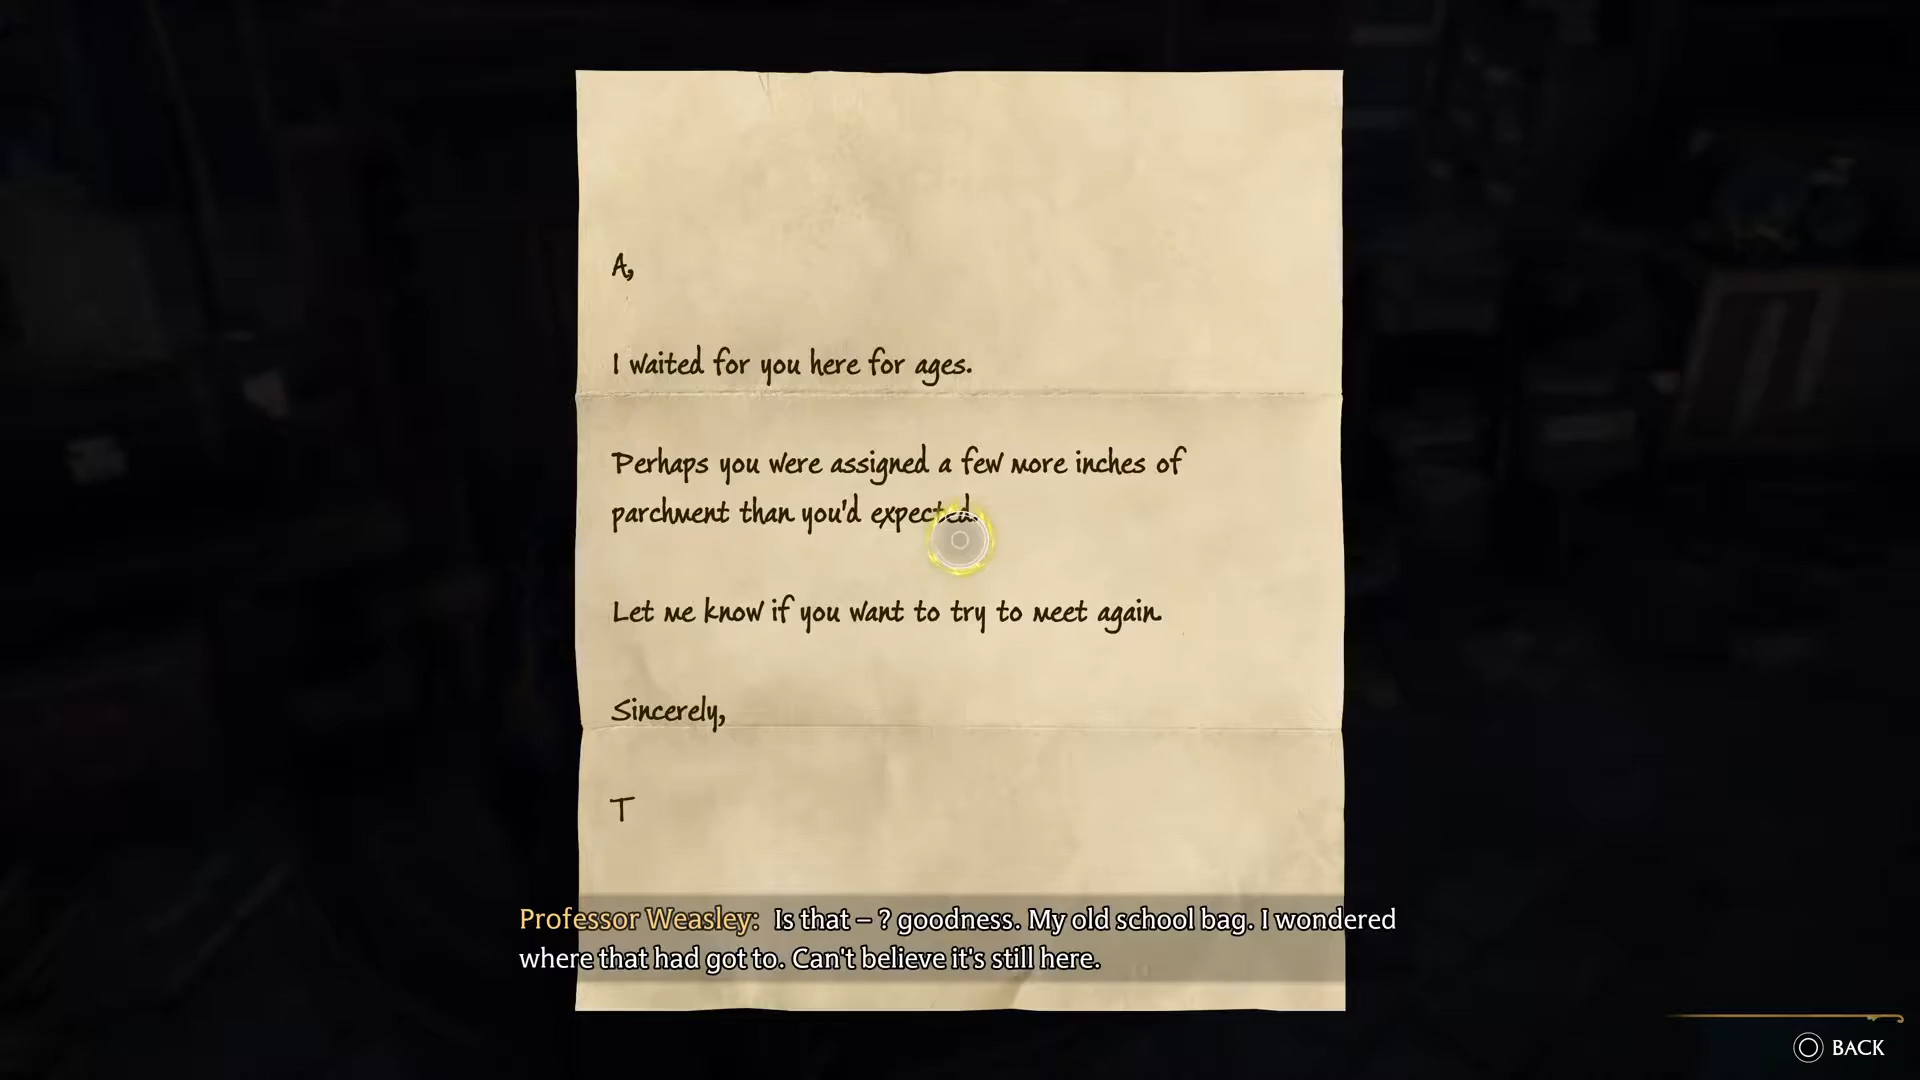 A,
I waited for you here for ages.
Perhaps you were assigned a few more inches of
parchment than you'd expected.
Let me know if you want to try to meet again.
Sincerely,
T
Professor Weasley: Is that – ? goodness. My old school bag. I wondered
where that had got to. Can't believe it's still here.
BACK